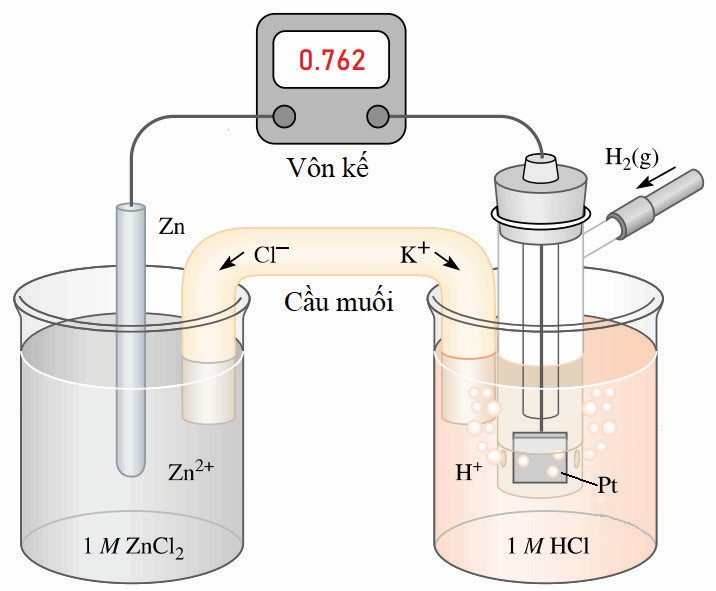 0.762
Vôn kế
H₂(g)
Zn
Cl⁻
K⁺
Cầu muối
Zn²⁺
H⁺
Pt
1 M ZnCl₂
1 M HCl